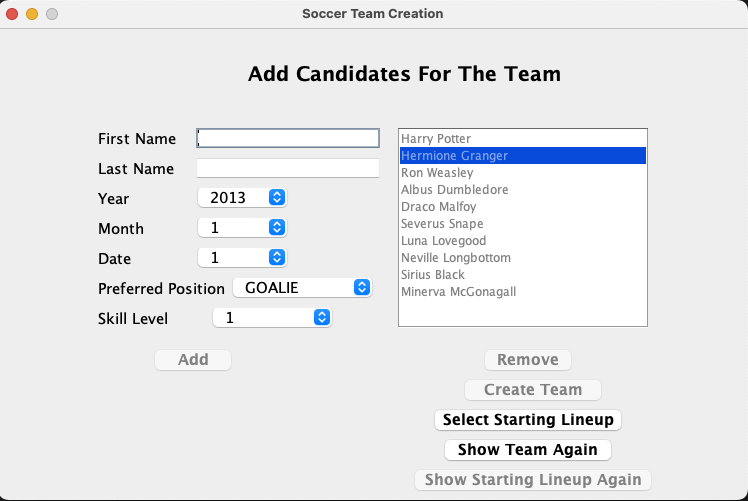 Soccer Team Creation
Add Candidates For The Team
First Name
Last Name
Year 2013
Month 1
Date 1
Preferred Position GOALIE
Skill Level 1
Add
Harry Potter
Hermione Granger
Ron Weasley
Albus Dumbledore
Draco Malfoy
Severus Snape
Luna Lovegood
Neville Longbottom
Sirius Black
Minerva McGonagall
Remove
Create Team
Select Starting Lineup
Show Team Again
Show Starting Lineup Again